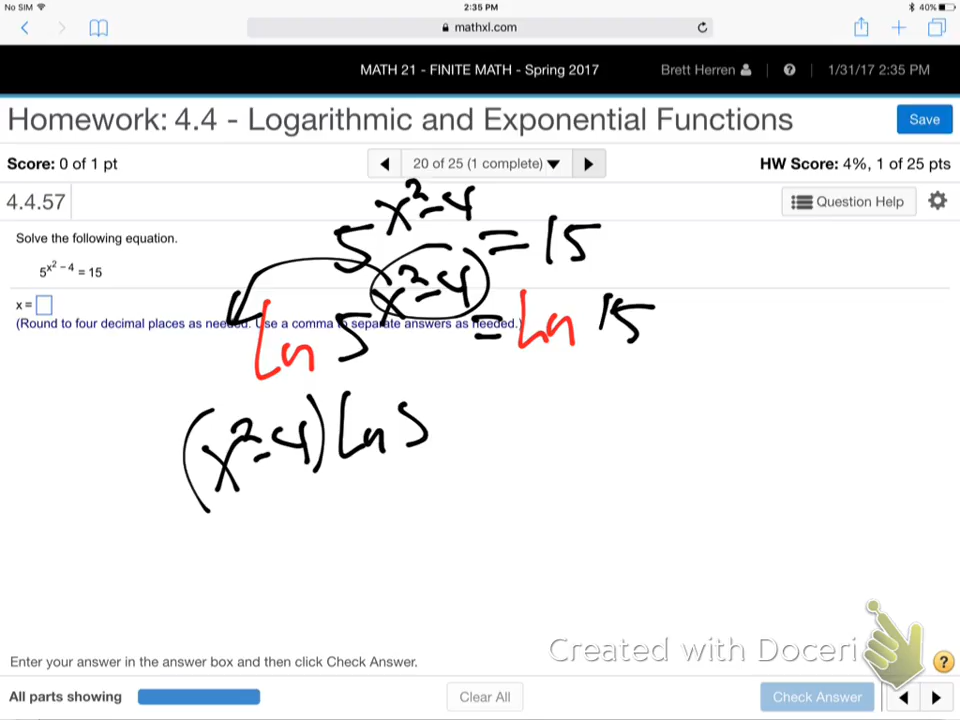 No SIM 2:35 PM 40%
mathxl.com
MATH 21 - FINITE MATH - Spring 2017 Brett Herren ? 1/31/17 2:35 PM
Homework: 4.4 - Logarithmic and Exponential Functions Save
Score: 0 of 1 pt 20 of 25 (1 complete) HW Score: 4%, 1 of 25 pts
4.4.57 Question Help
Solve the following equation.
5^(x² − 4) = 15
x =
(Round to four decimal places as needed. Use a comma to separate answers as needed.)
5^(x² − 4) = 15
ln 5^(x² − 4) = ln 15
(x² − 4) ln 5
Created with Doceri
Enter your answer in the answer box and then click Check Answer. ?
All parts showing Clear All Check Answer